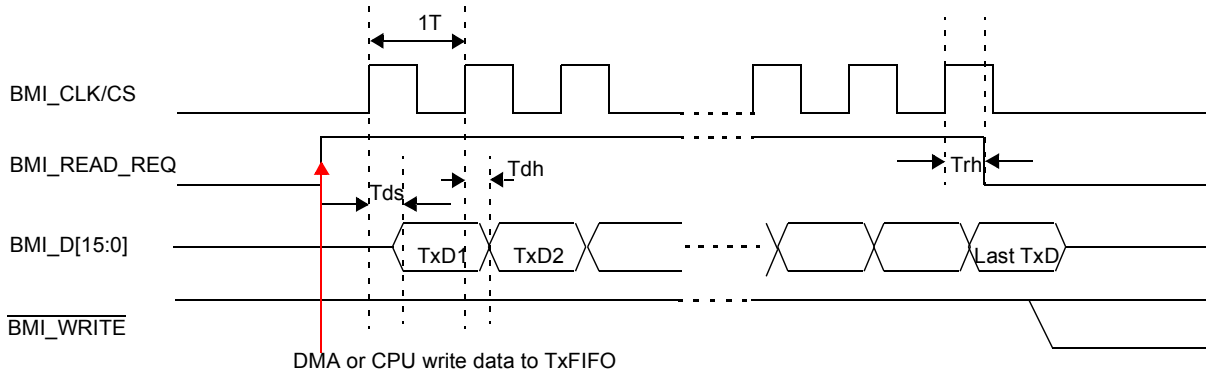 1T
BMI_CLK/CS
BMI_READ_REQ
Tds
Tdh
Trh
BMI_D[15:0]
TxD1
TxD2
Last TxD
BMI_WRITE
DMA or CPU write data to TxFIFO